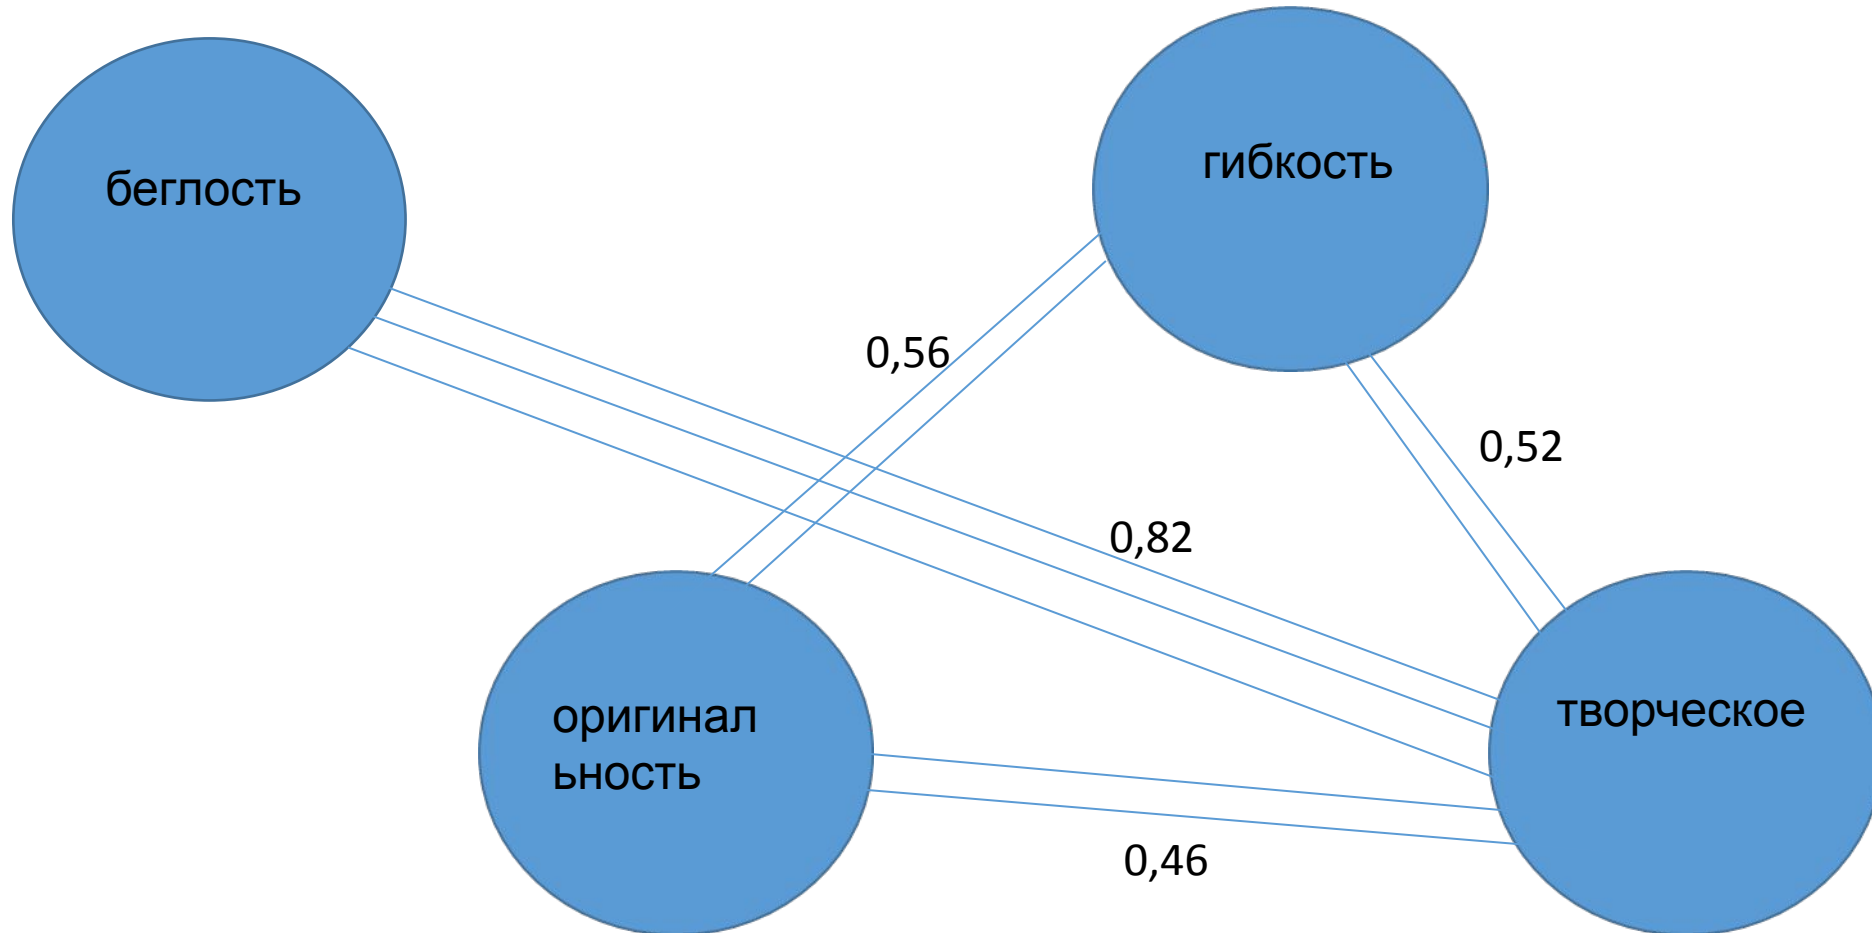 беглость
гибкость
0,56
0,52
0,82
оригинал
ьность
творческое
0,46